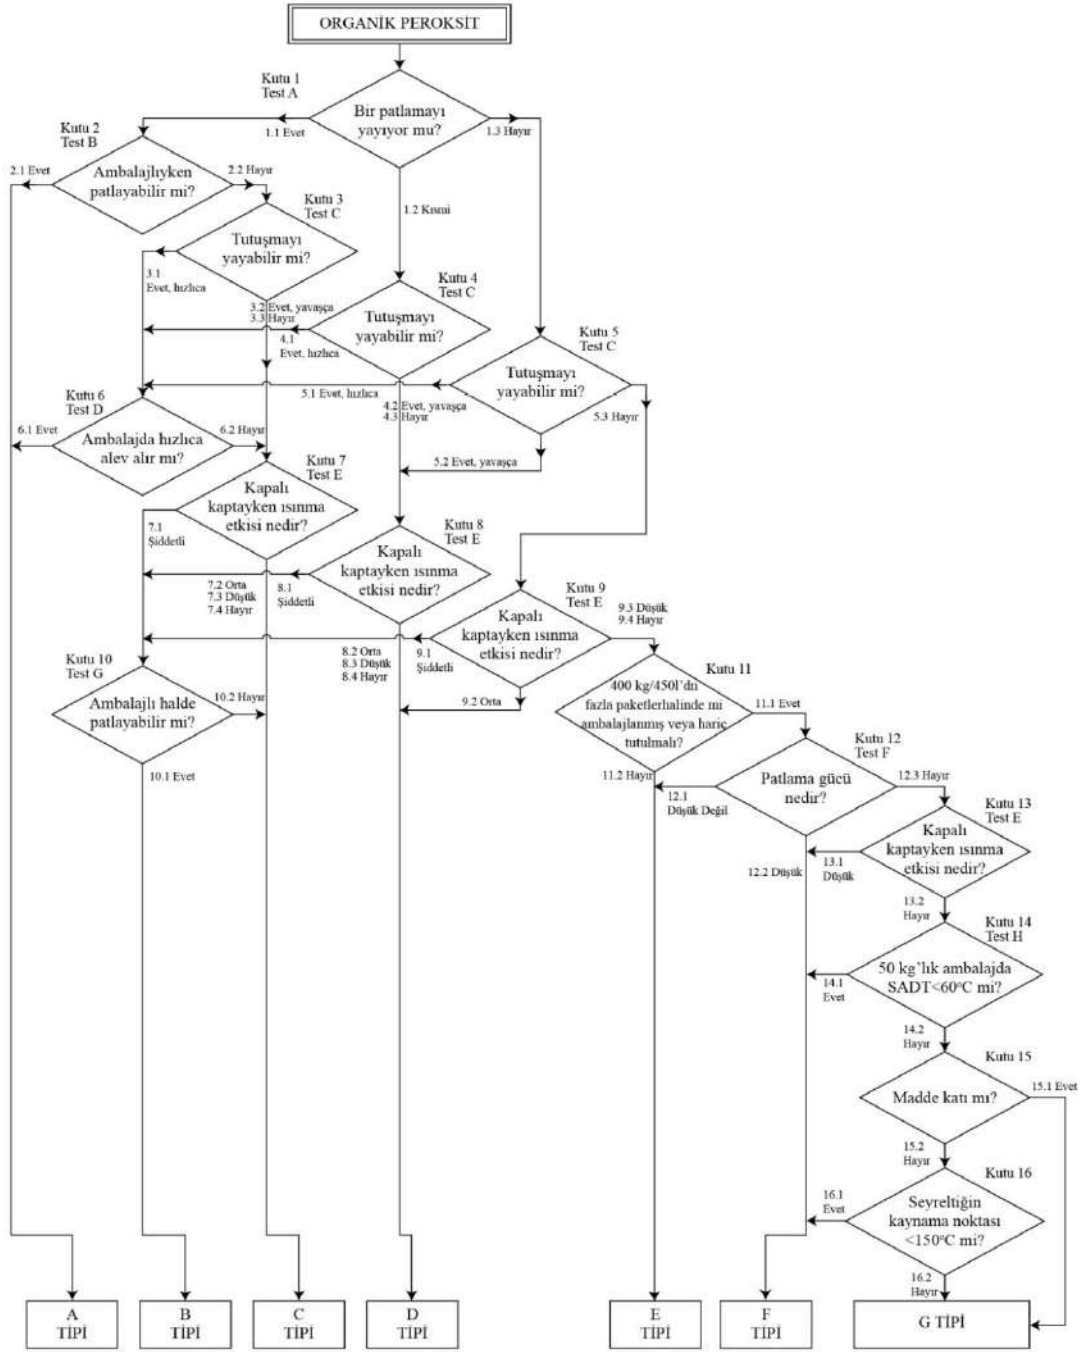 ORGANİK PEROKSİT
Kutu 1
Test A
Bir patlamayı
yayıyor mu?
1.1 Evet
1.3 Hayır
Kutu 2
Test B
2.1 Evet
Ambalajlıyken
patlayabilir mi?
2.2 Hayır
1.2 Kısmi
Kutu 3
Test C
Tutuşmayı
yayabilir mi?
3.1
Evet, hızlıca
3.2 Evet, yavaşça
3.3 Hayır
Kutu 4
Test C
Tutuşmayı
yayabilir mi?
4.1
Evet, hızlıca
Kutu 5
Test C
Tutuşmayı
yayabilir mi?
5.1 Evet, hızlıca
4.2 Evet, yavaşça
4.3 Hayır
5.3 Hayır
5.2 Evet, yavaşça
Kutu 6
Test D
6.1 Evet
Ambalajda hızlıca
alev alır mı?
6.2 Hayır
Kutu 7
Test E
Kapalı
kaptayken ısınma
etkisi nedir?
7.1
Şiddetli
7.2 Orta
7.3 Düşük
7.4 Hayır
Kutu 8
Test E
Kapalı
kaptayken ısınma
etkisi nedir?
8.1
Şiddetli
8.2 Orta
8.3 Düşük
8.4 Hayır
Kutu 9
Test E
Kapalı
kaptayken ısınma
etkisi nedir?
9.1
Şiddetli
9.3 Düşük
9.4 Hayır
9.2 Orta
Kutu 10
Test G
Ambalajlı halde
patlayabilir mi?
10.2 Hayır
10.1 Evet
Kutu 11
400 kg/450l’dn
fazla paketlerhalinde mi
ambalajlanmış veya hariç
tutulmalı?
11.1 Evet
11.2 Hayır
Kutu 12
Test F
Patlama gücü
nedir?
12.1
Düşük Değil
12.3 Hayır
12.2 Düşük
Kutu 13
Test E
Kapalı
kaptayken ısınma
etkisi nedir?
13.1
Düşük
13.2
Hayır
Kutu 14
Test H
50 kg’lık ambalajda
SADT<60°C mi?
14.1
Evet
14.2
Hayır
Kutu 15
Madde katı mı?
15.1 Evet
15.2
Hayır
Kutu 16
Seyreltiğin
kaynama noktası
<150°C mi?
16.1
Evet
16.2
Hayır
A
TİPİ
B
TİPİ
C
TİPİ
D
TİPİ
E
TİPİ
F
TİPİ
G TİPİ